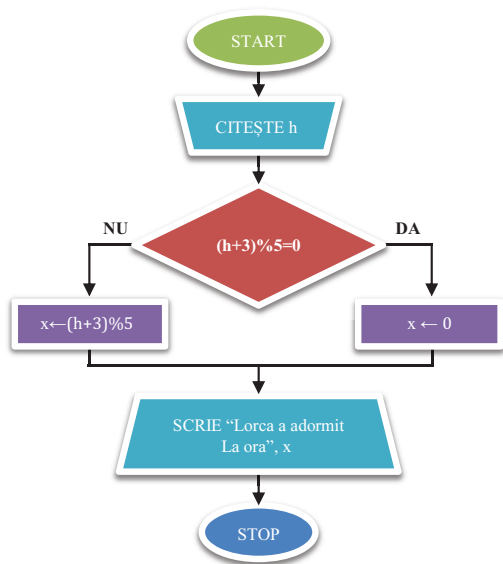 START
CITEȘTE h
NU
DA
(h+3)%5=0
x←(h+3)%5
x ← 0
SCRIE “Lorca a adormit
La ora”, x
STOP